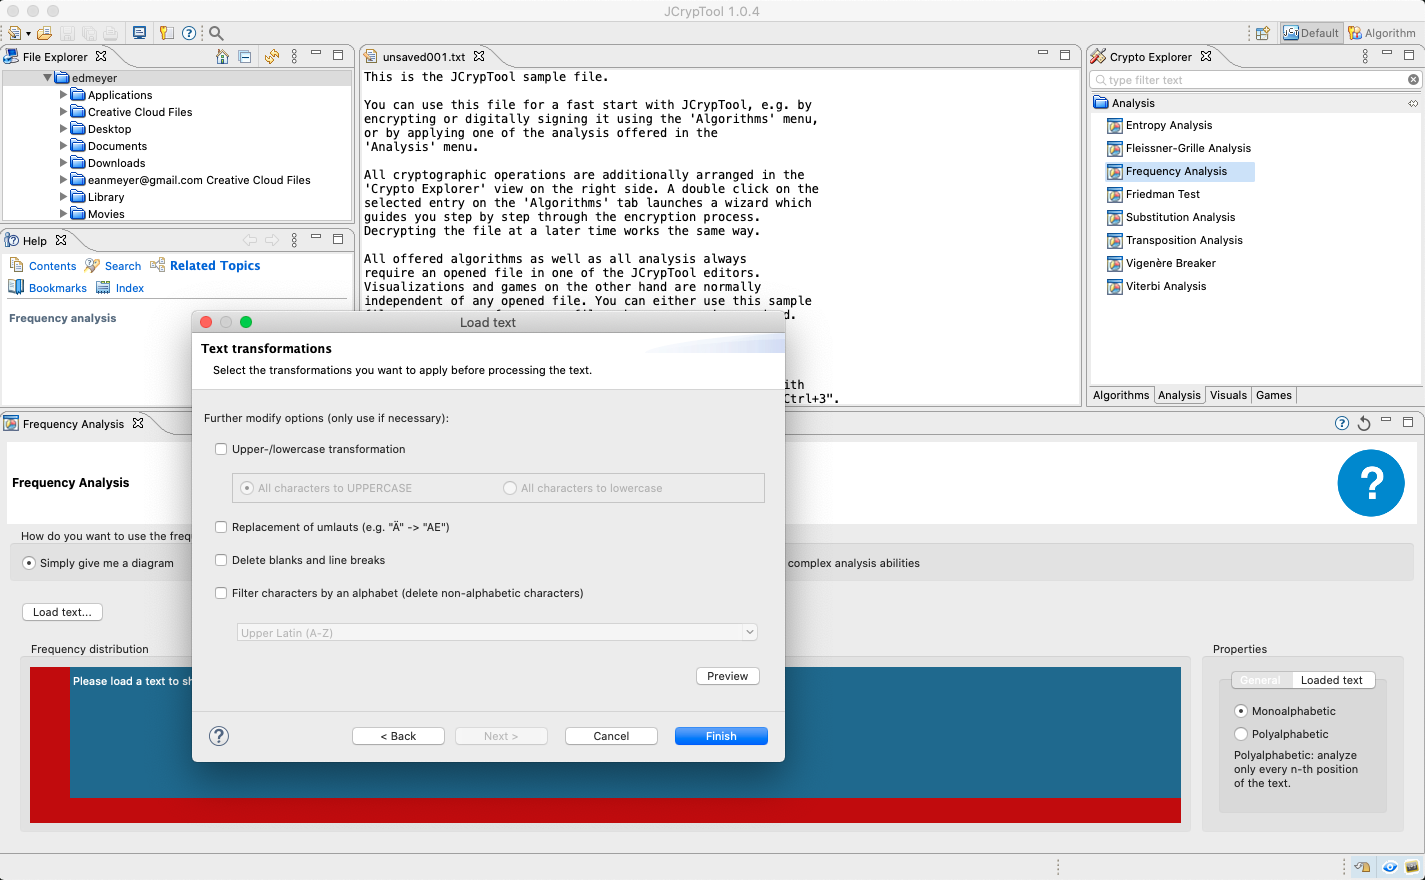 JCrypTool 1.0.4
Default
Algorithm
File Explorer
edmeyer
Applications
Creative Cloud Files
Desktop
Documents
Downloads
eanmeyer@gmail.com Creative Cloud Files
Library
Movies
Help
Contents
Search
Related Topics
Bookmarks
Index
Frequency analysis
unsaved001.txt
This is the JCrypTool sample file.
You can use this file for a fast start with JCrypTool, e.g. by
encrypting or digitally signing it using the 'Algorithms' menu,
or by applying one of the analysis offered in the
'Analysis' menu.
All cryptographic operations are additionally arranged in the
'Crypto Explorer' view on the right side. A double click on the
selected entry on the 'Algorithms' tab launches a wizard which
guides you step by step through the encryption process.
Decrypting the file at a later time works the same way.
All offered algorithms as well as all analysis always
require an opened file in one of the JCrypTool editors.
Visualizations and games on the other hand are normally
independent of any opened file. You can either use this sample
d.
ith
Ctrl+3".
Crypto Explorer
type filter text
Analysis
Entropy Analysis
Fleissner-Grille Analysis
Frequency Analysis
Friedman Test
Substitution Analysis
Transposition Analysis
Vigenère Breaker
Viterbi Analysis
Algorithms
Analysis
Visuals
Games
Load text
Text transformations
Select the transformations you want to apply before processing the text.
Further modify options (only use if necessary):
Upper-/lowercase transformation
All characters to UPPERCASE
All characters to lowercase
Replacement of umlauts (e.g. "Ä" -> "AE")
Delete blanks and line breaks
Filter characters by an alphabet (delete non-alphabetic characters)
Upper Latin (A-Z)
Preview
?
< Back
Next >
Cancel
Finish
Frequency Analysis
Frequency Analysis
?
How do you want to use the freq
Simply give me a diagram
complex analysis abilities
Load text...
Frequency distribution
Please load a text to sh
Properties
General
Loaded text
Monoalphabetic
Polyalphabetic
Polyalphabetic: analyze
only every n-th position
of the text.